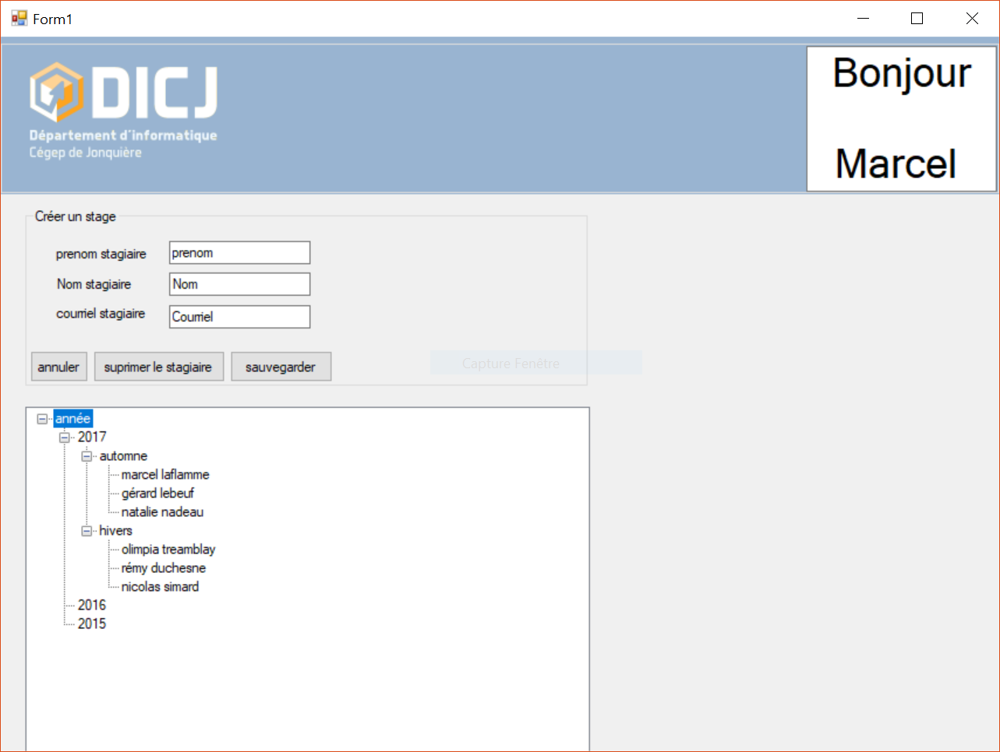 Form1
DICJ
Département d'informatique
Cégep de Jonquière
Bonjour
Marcel
Créer un stage
prenom stagiaire
prenom
Nom stagiaire
Nom
courriel stagiaire
Courriel
annuler
suprimer le stagiaire
sauvegarder
Capture Fenêtre
année
2017
automne
marcel laflamme
gérard lebeuf
natalie nadeau
hivers
olimpia treamblay
rémy duchesne
nicolas simard
2016
2015